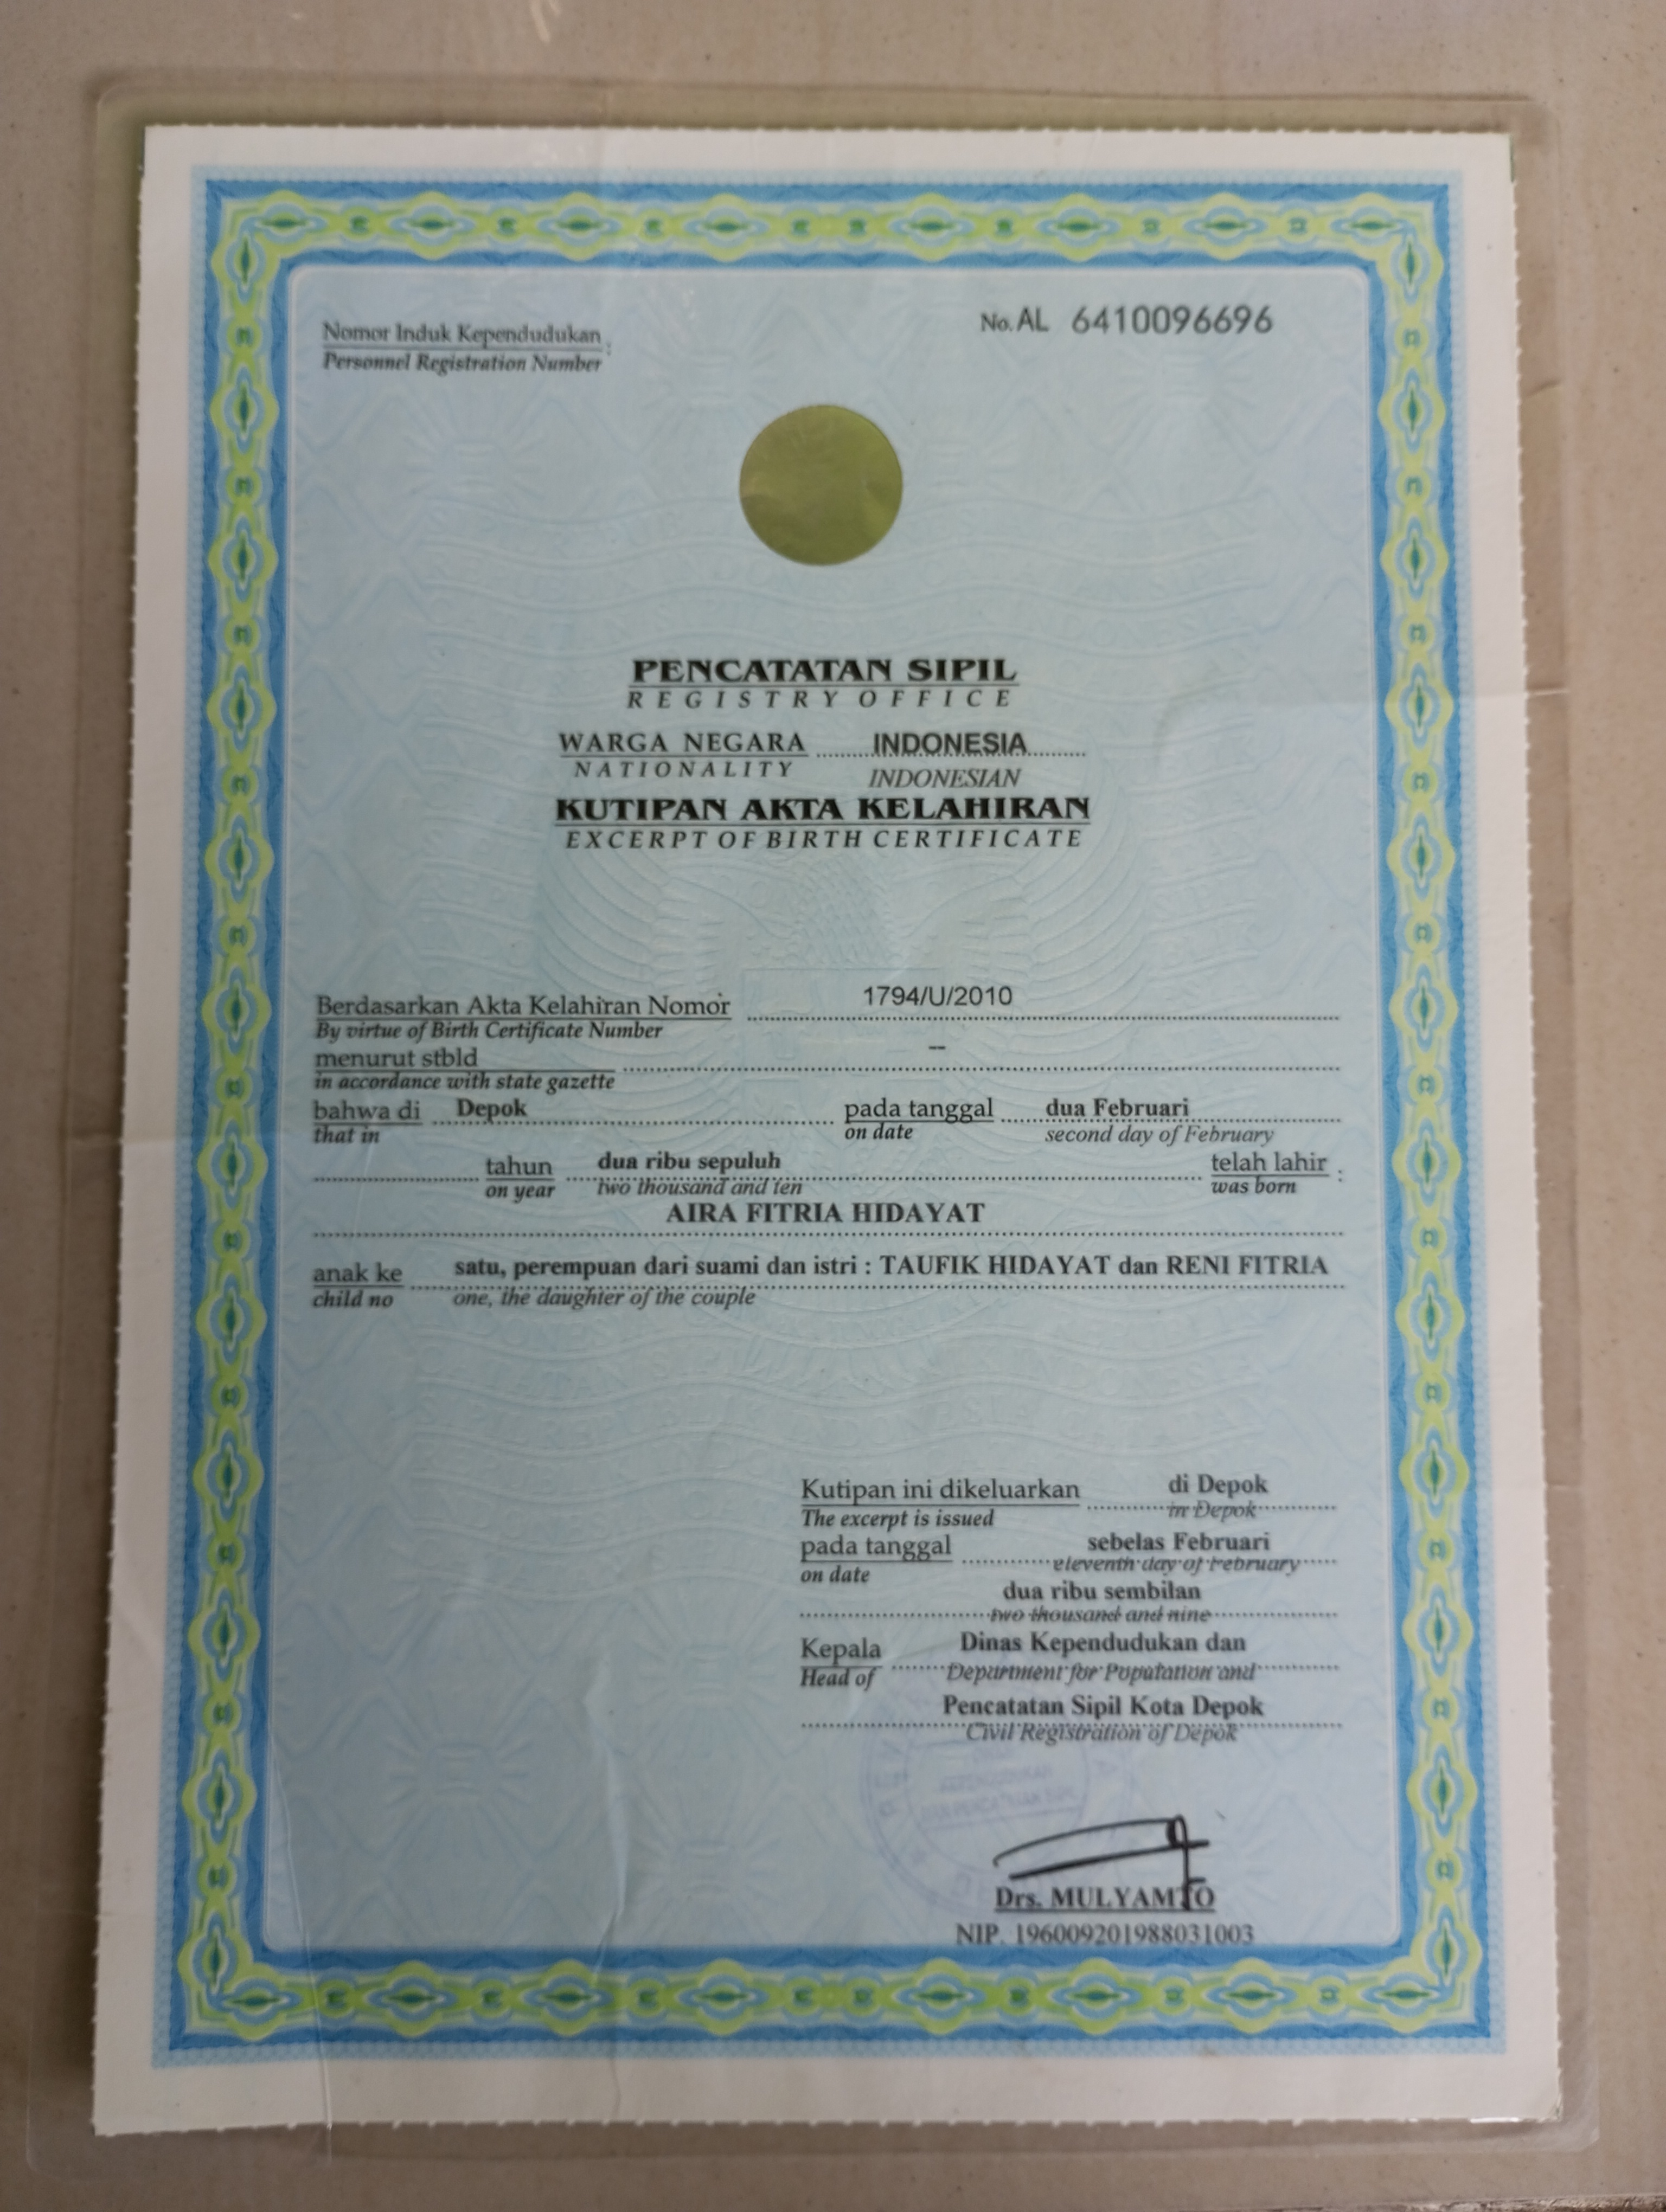 No. AL 6410096696
Nomor Induk Kependudukan :
Personnel Registration Number
PENCATATAN SIPIL
REGISTRY OFFICE
WARGA NEGARA INDONESIA
NATIONALITY INDONESIAN
KUTIPAN AKTA KELAHIRAN
EXCERPT OF BIRTH CERTIFICATE
Berdasarkan Akta Kelahiran Nomor 1794/U/2010
By virtue of Birth Certificate Number
menurut stbld --
in accordance with state gazette
bahwa di Depok pada tanggal dua Februari
that in on date second day of February
tahun dua ribu sepuluh telah lahir :
on year two thousand and ten was born
AIRA FITRIA HIDAYAT
anak ke satu, perempuan dari suami dan istri : TAUFIK HIDAYAT dan RENI FITRIA
child no one, the daughter of the couple
Kutipan ini dikeluarkan di Depok
The excerpt is issued in Depok
pada tanggal sebelas Februari
on date eleventh day of February
dua ribu sembilan
two thousand and nine
Kepala Dinas Kependudukan dan
Head of Department for Population and
Pencatatan Sipil Kota Depok
Civil Registration of Depok
Drs. MULYAMTO
NIP. 196009201988031003